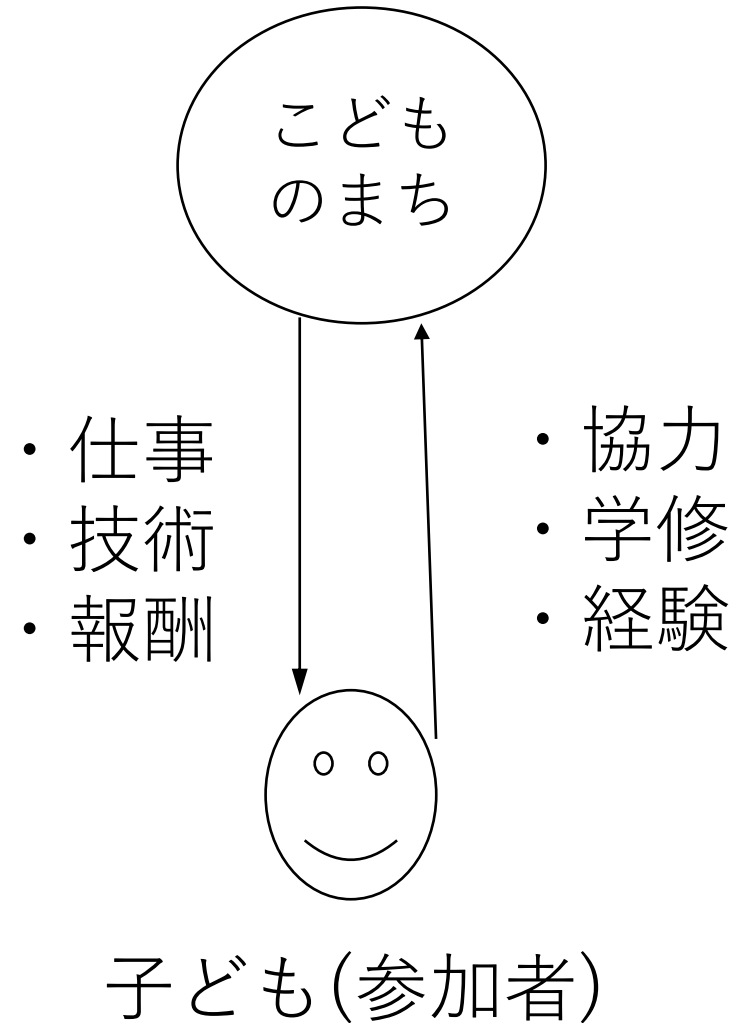 こども
のまち
・仕事
・技術
・報酬
・協力
・学修
・経験
子ども(参加者)